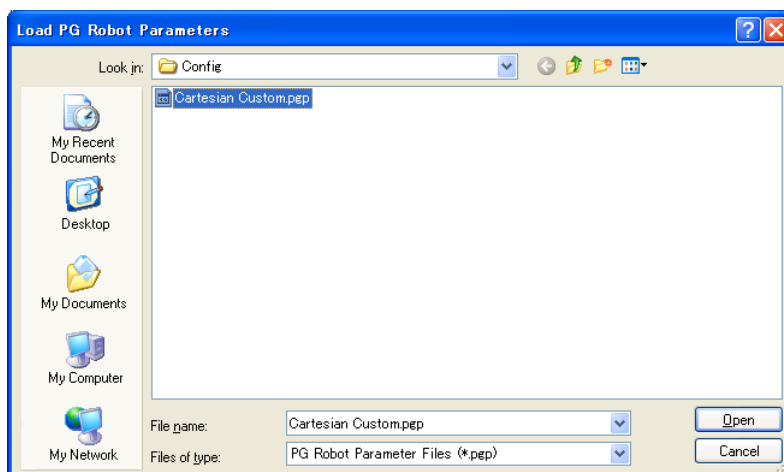 Load PG Robot Parameters
Look in:
Config
Cartesian Custom.pgp
My Recent
Documents
Desktop
My Documents
My Computer
My Network
File name:
Cartesian Custom.pgp
Open
Files of type:
PG Robot Parameter Files (*.pgp)
Cancel